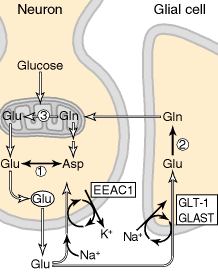 Neuron
Glial cell
Glucose
Glu ③ Gln
Gln
①
②
Glu Asp
Glu
Glu
EEAC1
GLT-1
GLAST
K⁺
Na⁺
Na⁺
Glu